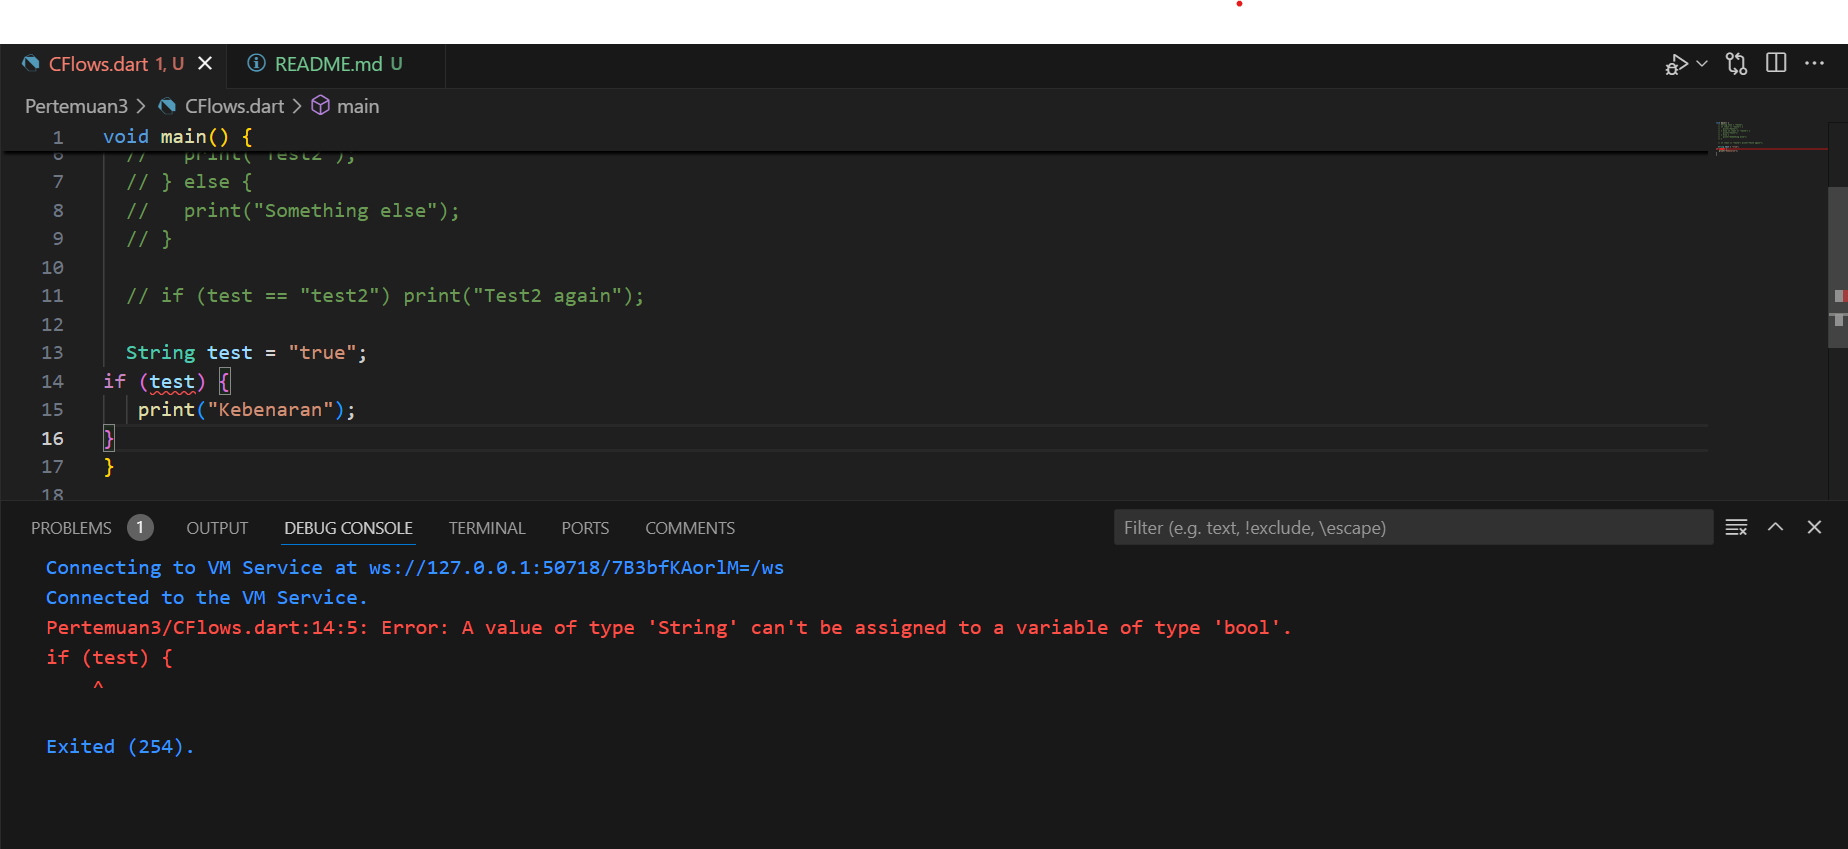 CFlows.dart 1, U
README.md U
Pertemuan3 > CFlows.dart > main
1 void main() {
6 // print("Test2");
7 // } else {
8 // print("Something else");
9 // }
10
11 // if (test == "test2") print("Test2 again");
12
13 String test = "true";
14 if (test) {
15 print("Kebenaran");
16 }
17 }
18
PROBLEMS 1 OUTPUT DEBUG CONSOLE TERMINAL PORTS COMMENTS Filter (e.g. text, !exclude, \escape)
Connecting to VM Service at ws://127.0.0.1:50718/7B3bfKAorlM=/ws
Connected to the VM Service.
Pertemuan3/CFlows.dart:14:5: Error: A value of type 'String' can't be assigned to a variable of type 'bool'.
if (test) {
^
Exited (254).